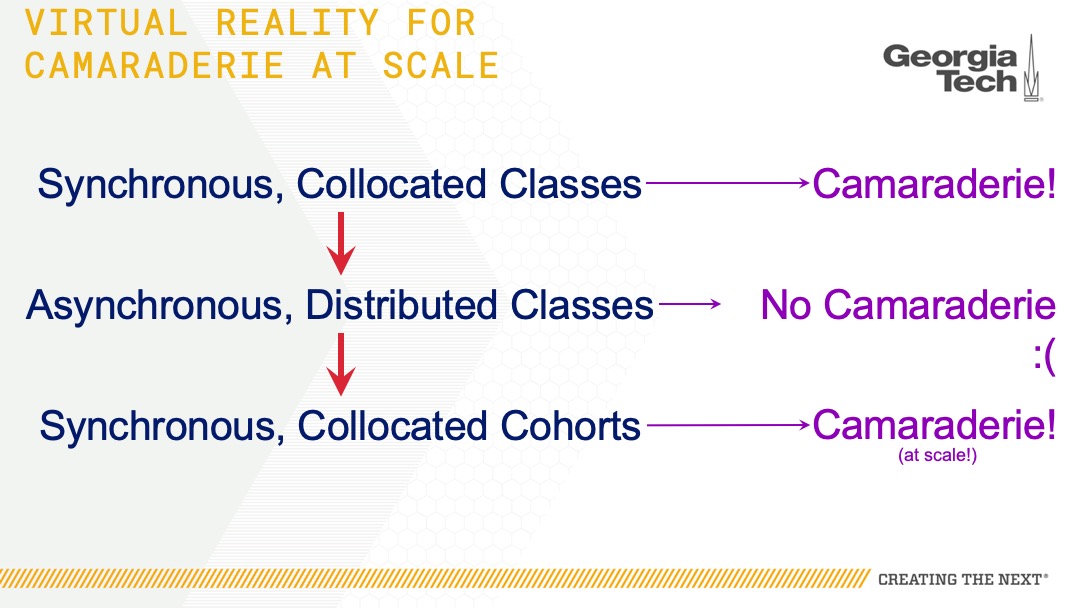 VIRTUAL REALITY FOR
CAMARADERIE AT SCALE
Georgia
Tech
Synchronous, Collocated Classes
Camaraderie!
Asynchronous, Distributed Classes
No Camaraderie
:(
Synchronous, Collocated Cohorts
Camaraderie!
(at scale!)
CREATING THE NEXT®